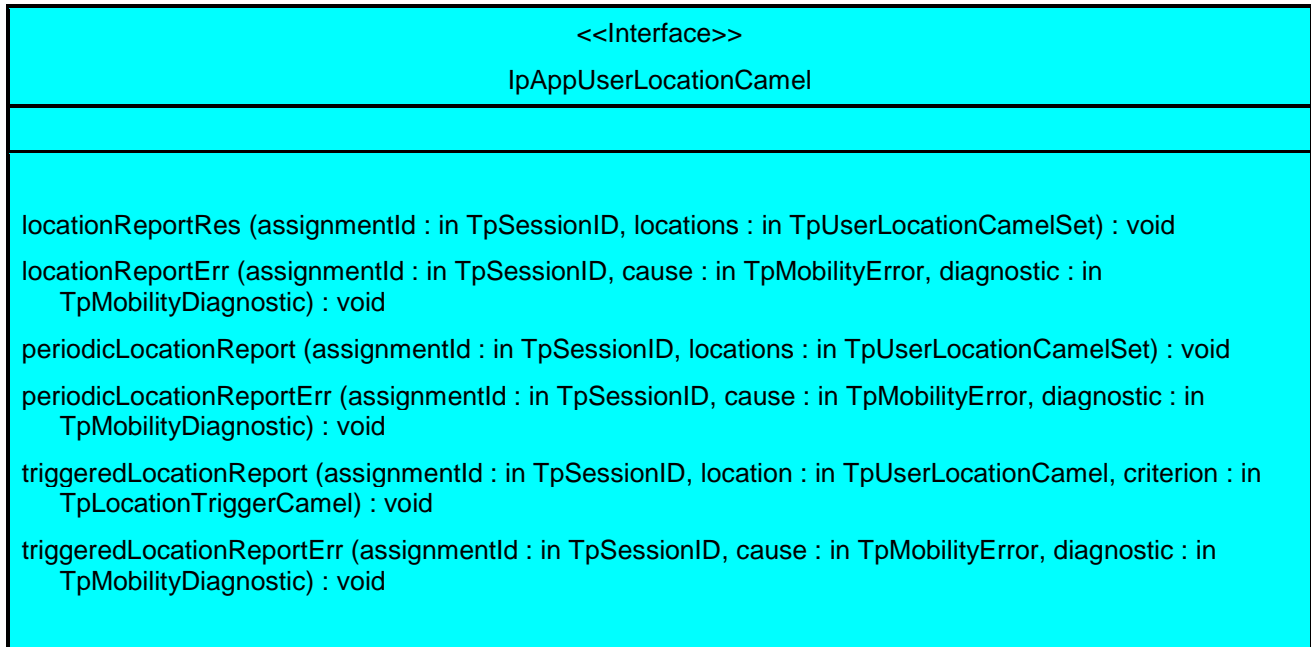 <<Interface>>
IpAppUserLocationCamel
locationReportRes (assignmentId : in TpSessionID, locations : in TpUserLocationCamelSet) : void
locationReportErr (assignmentId : in TpSessionID, cause : in TpMobilityError, diagnostic : in
TpMobilityDiagnostic) : void
periodicLocationReport (assignmentId : in TpSessionID, locations : in TpUserLocationCamelSet) : void
periodicLocationReportErr (assignmentId : in TpSessionID, cause : in TpMobilityError, diagnostic : in
TpMobilityDiagnostic) : void
triggeredLocationReport (assignmentId : in TpSessionID, location : in TpUserLocationCamel, criterion : in
TpLocationTriggerCamel) : void
triggeredLocationReportErr (assignmentId : in TpSessionID, cause : in TpMobilityError, diagnostic : in
TpMobilityDiagnostic) : void